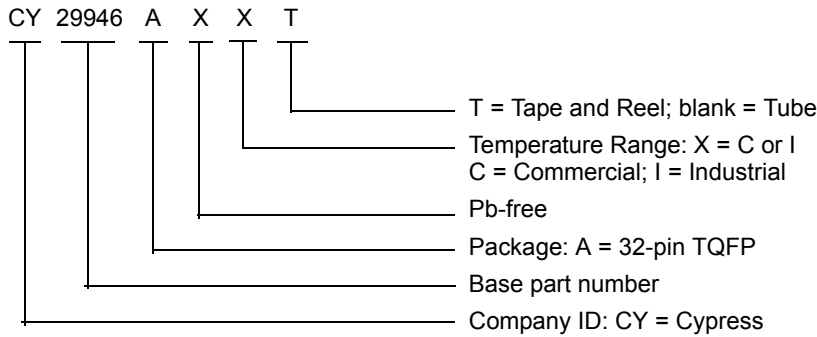 CY 29946 A X X T
T = Tape and Reel; blank = Tube
Temperature Range: X = C or I
C = Commercial; I = Industrial
Pb-free
Package: A = 32-pin TQFP
Base part number
Company ID: CY = Cypress